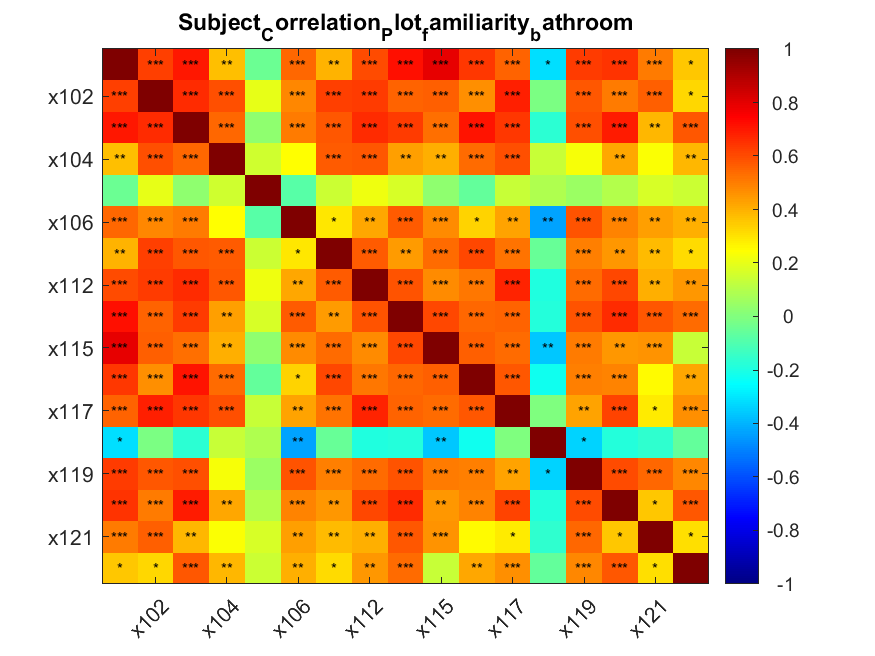 Subject_Correlation_Plot_familiarity_bathroom
*** *** ** *** ** *** *** *** *** *** * *** *** *** *
x102 *** *** *** *** *** *** *** *** *** *** *** *** *** *
*** *** *** *** *** *** *** *** *** *** *** *** ** ***
x104 ** *** *** *** *** ** ** *** *** ** **
x106 *** *** *** * ** *** *** * ** ** *** *** ** **
** *** *** *** * *** ** *** *** *** *** ** ** *
x112 *** *** *** *** ** *** *** *** *** *** *** *** ** **
*** *** *** ** *** ** *** *** *** *** *** *** *** ***
x115 *** *** *** ** *** *** *** *** *** *** ** *** ** ***
*** *** *** *** * *** *** *** *** *** *** *** **
x117 *** *** *** *** ** *** *** *** *** *** ** *** * ***
* ** ** *
x119 *** *** *** *** *** *** *** *** *** ** * *** *** ***
*** *** *** ** *** ** *** *** ** *** *** *** * ***
x121 *** *** ** ** ** ** *** *** * *** * *
* * *** ** ** * ** *** ** *** *** *** *
x102 x104 x106 x112 x115 x117 x119 x121
1
0.8
0.6
0.4
0.2
0
-0.2
-0.4
-0.6
-0.8
-1